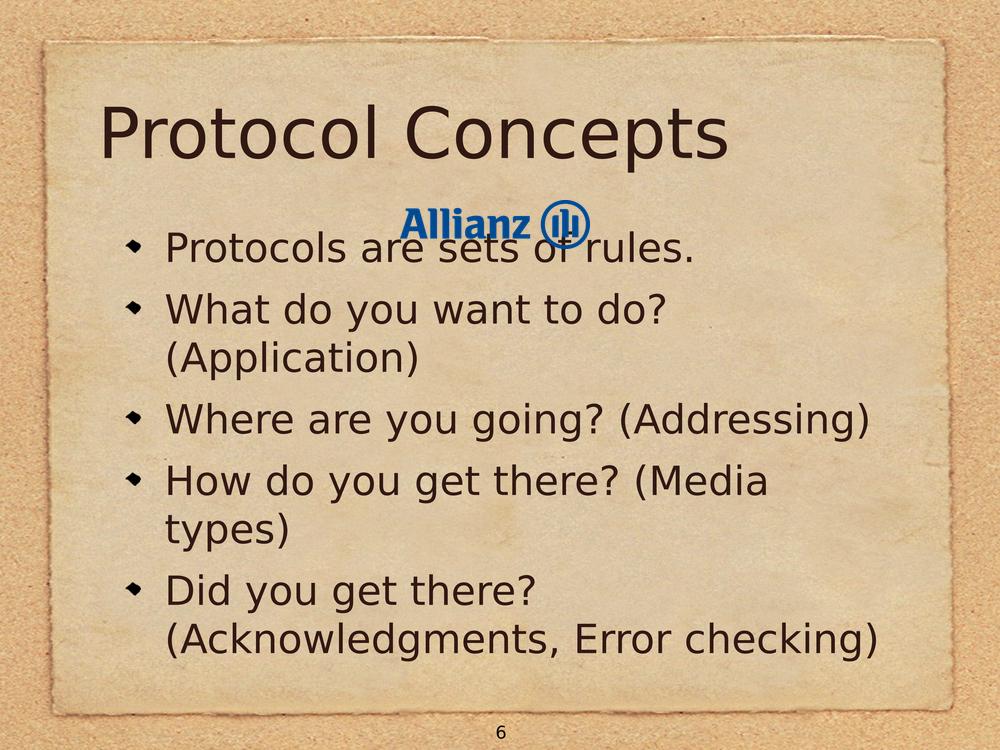 Protocol Concepts
Allianz
Protocols are sets of rules.
What do you want to do?
(Application)
Where are you going? (Addressing)
How do you get there? (Media
types)
Did you get there?
(Acknowledgments, Error checking)
6